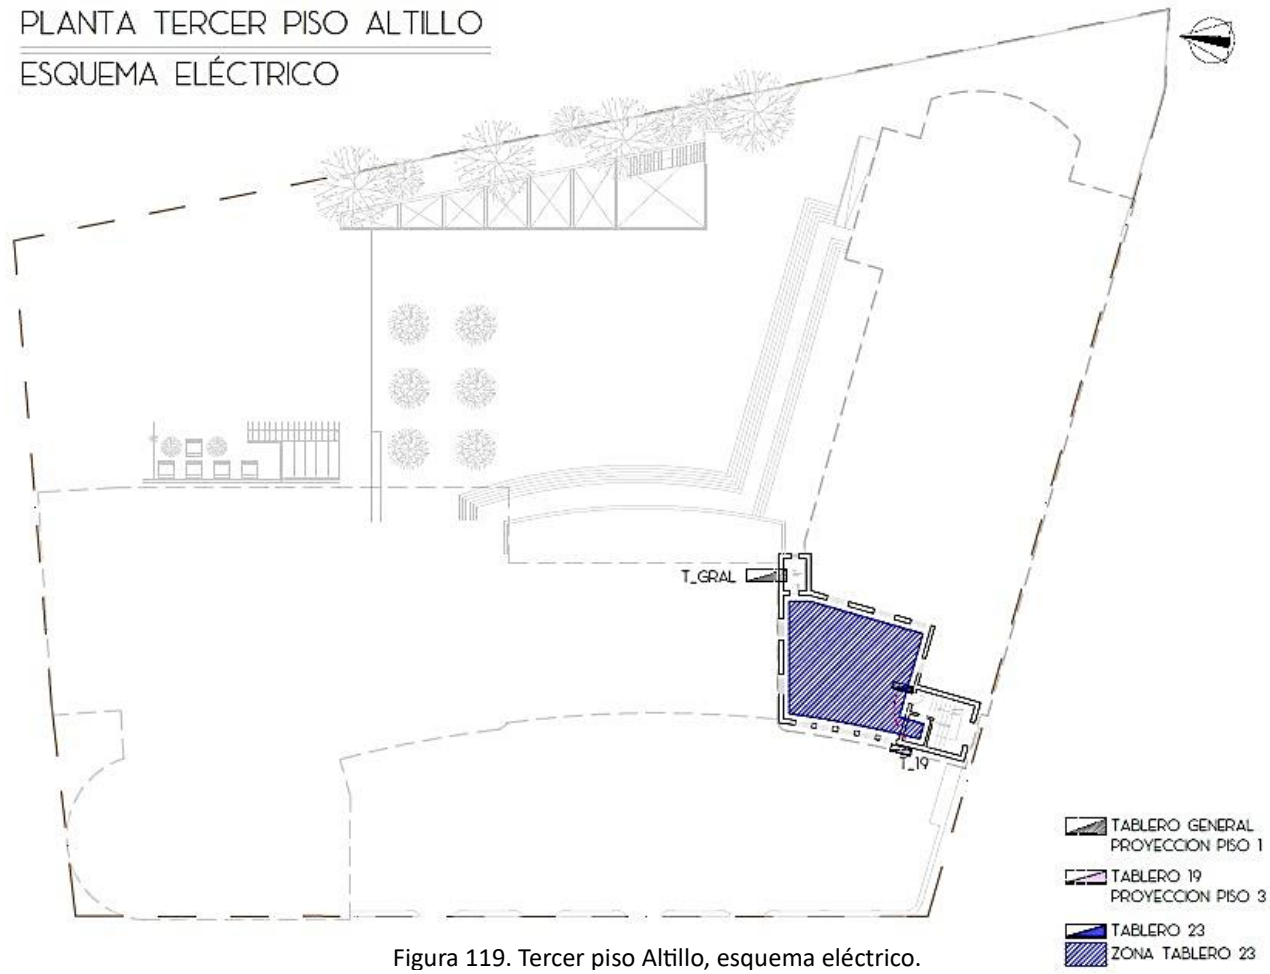 PLANTA TERCER PISO ALTILLO
ESQUEMA ELÉCTRICO
T_GRAL
T_19
TABLERO GENERAL
PROYECCION PISO 1
TABLERO 19
PROYECCION PISO 3
TABLERO 23
ZONA TABLERO 23
Figura 119. Tercer piso Altillo, esquema eléctrico.